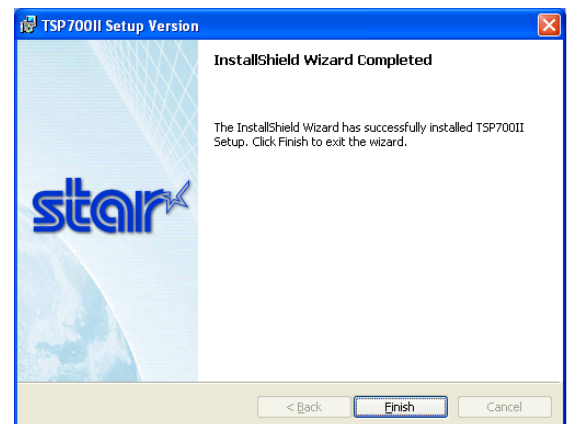 TSP700II Setup Version
InstallShield Wizard Completed
The InstallShield Wizard has successfully installed TSP700II
Setup. Click Finish to exit the wizard.
star
< Back
Finish
Cancel